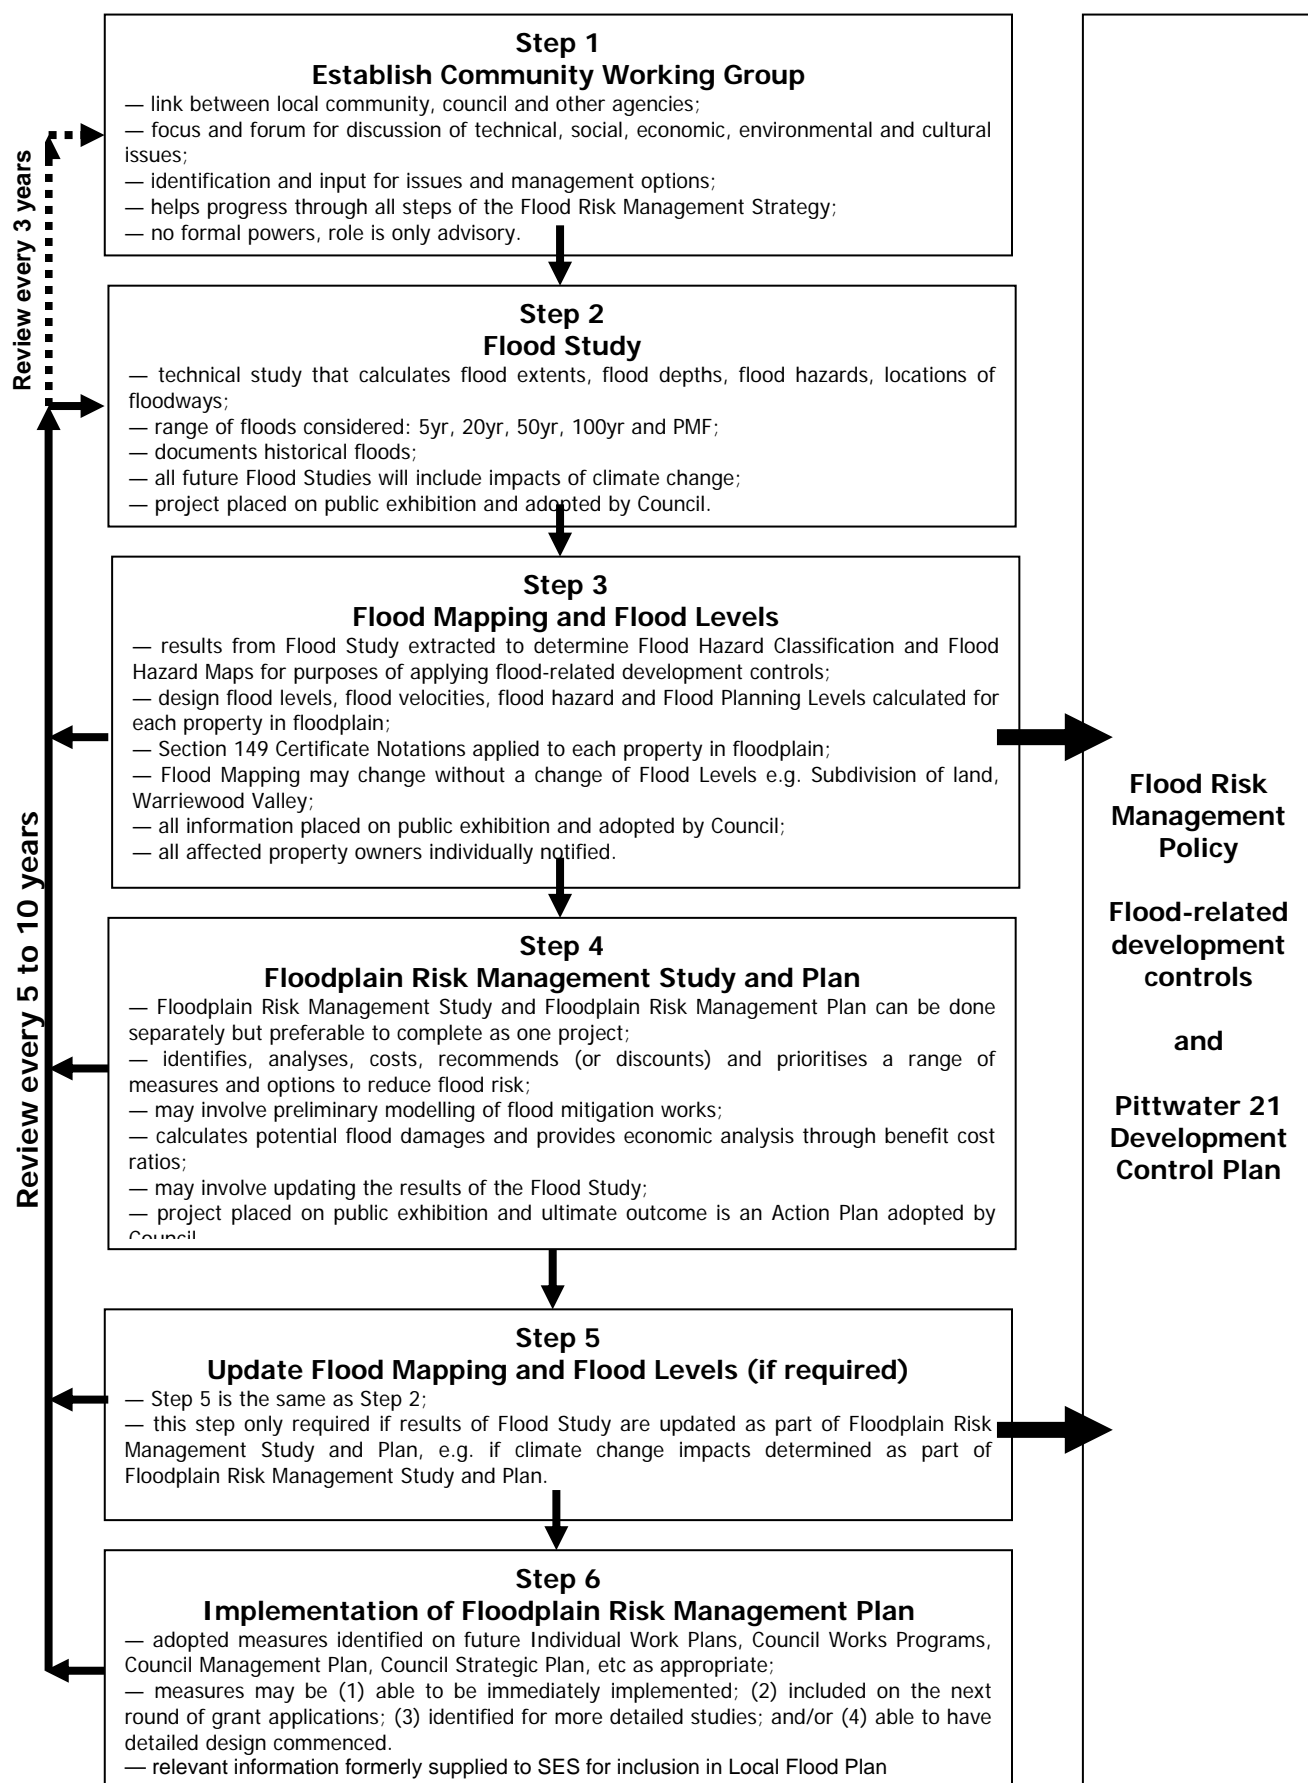 Step 1
Establish Community Working Group
— link between local community, council and other agencies;
— focus and forum for discussion of technical, social, economic, environmental and cultural
issues;
— identification and input for issues and management options;
— helps progress through all steps of the Flood Risk Management Strategy;
— no formal powers, role is only advisory.
Review every 3 years
Step 2
Flood Study
— technical study that calculates flood extents, flood depths, flood hazards, locations of
floodways;
— range of floods considered: 5yr, 20yr, 50yr, 100yr and PMF;
— documents historical floods;
— all future Flood Studies will include impacts of climate change;
— project placed on public exhibition and adopted by Council.
Step 3
Flood Mapping and Flood Levels
— results from Flood Study extracted to determine Flood Hazard Classification and Flood
Hazard Maps for purposes of applying flood-related development controls;
— design flood levels, flood velocities, flood hazard and Flood Planning Levels calculated for
each property in floodplain;
— Section 149 Certificate Notations applied to each property in floodplain;
— Flood Mapping may change without a change of Flood Levels e.g. Subdivision of land,
Warriewood Valley;
— all information placed on public exhibition and adopted by Council;
— all affected property owners individually notified.
Review every 5 to 10 years
Step 4
Floodplain Risk Management Study and Plan
— Floodplain Risk Management Study and Floodplain Risk Management Plan can be done
separately but preferable to complete as one project;
— identifies, analyses, costs, recommends (or discounts) and prioritises a range of
measures and options to reduce flood risk;
— may involve preliminary modelling of flood mitigation works;
— calculates potential flood damages and provides economic analysis through benefit cost
ratios;
— may involve updating the results of the Flood Study;
— project placed on public exhibition and ultimate outcome is an Action Plan adopted by
Council.
Step 5
Update Flood Mapping and Flood Levels (if required)
— Step 5 is the same as Step 2;
— this step only required if results of Flood Study are updated as part of Floodplain Risk
Management Study and Plan, e.g. if climate change impacts determined as part of
Floodplain Risk Management Study and Plan.
Step 6
Implementation of Floodplain Risk Management Plan
— adopted measures identified on future Individual Work Plans, Council Works Programs,
Council Management Plan, Council Strategic Plan, etc as appropriate;
— measures may be (1) able to be immediately implemented; (2) included on the next
round of grant applications; (3) identified for more detailed studies; and/or (4) able to have
detailed design commenced.
— relevant information formerly supplied to SES for inclusion in Local Flood Plan
Flood Risk
Management
Policy
Flood-related
development
controls
and
Pittwater 21
Development
Control Plan